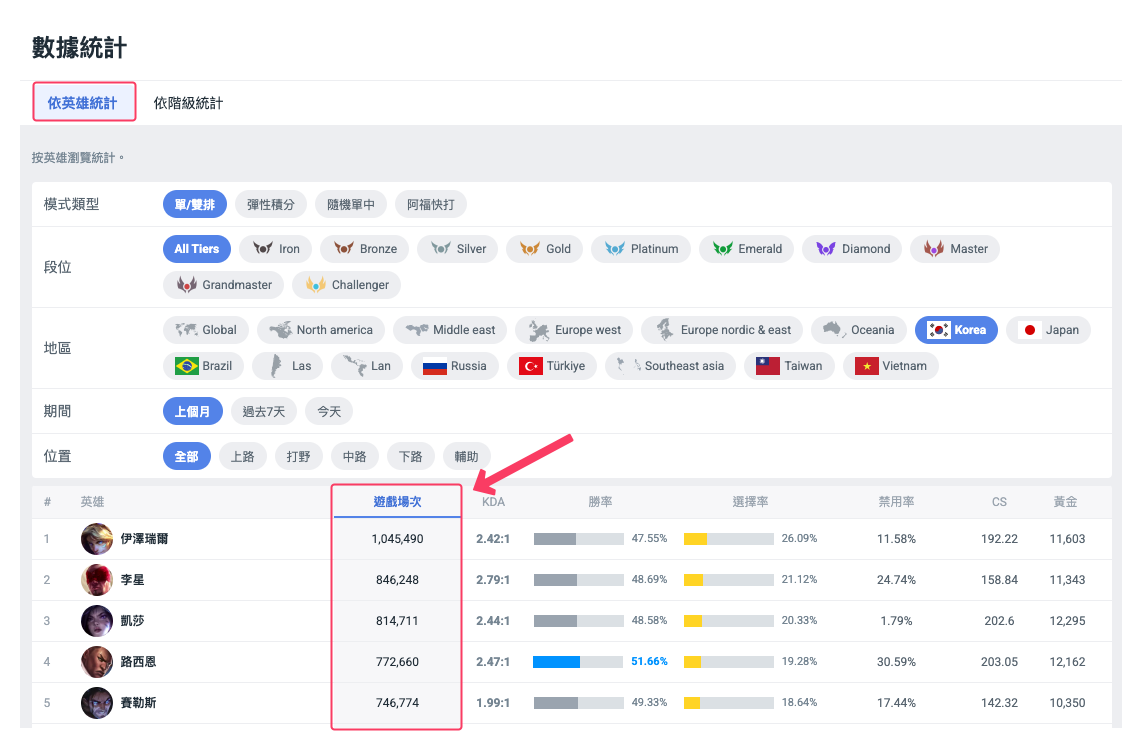 數據統計
依英雄統計 依階級統計
按英雄瀏覽統計。
模式類型 單/雙排 彈性積分 隨機單中 阿福快打
段位 All Tiers Iron Bronze Silver Gold Platinum Emerald Diamond Master
Grandmaster Challenger
地區 Global North america Middle east Europe west Europe nordic & east Oceania Korea Japan
Brazil Las Lan Russia Türkiye Southeast asia Taiwan Vietnam
期間 上個月 過去7天 今天
位置 全部 上路 打野 中路 下路 輔助
# 英雄 遊戲場次 KDA 勝率 選擇率 禁用率 CS 黃金
1 伊澤瑞爾 1,045,490 2.42:1 47.55% 26.09% 11.58% 192.22 11,603
2 李星 846,248 2.79:1 48.69% 21.12% 24.74% 158.84 11,343
3 凱莎 814,711 2.44:1 48.58% 20.33% 1.79% 202.6 12,295
4 路西恩 772,660 2.47:1 51.66% 19.28% 30.59% 203.05 12,162
5 賽勒斯 746,774 1.99:1 49.33% 18.64% 17.44% 142.32 10,350